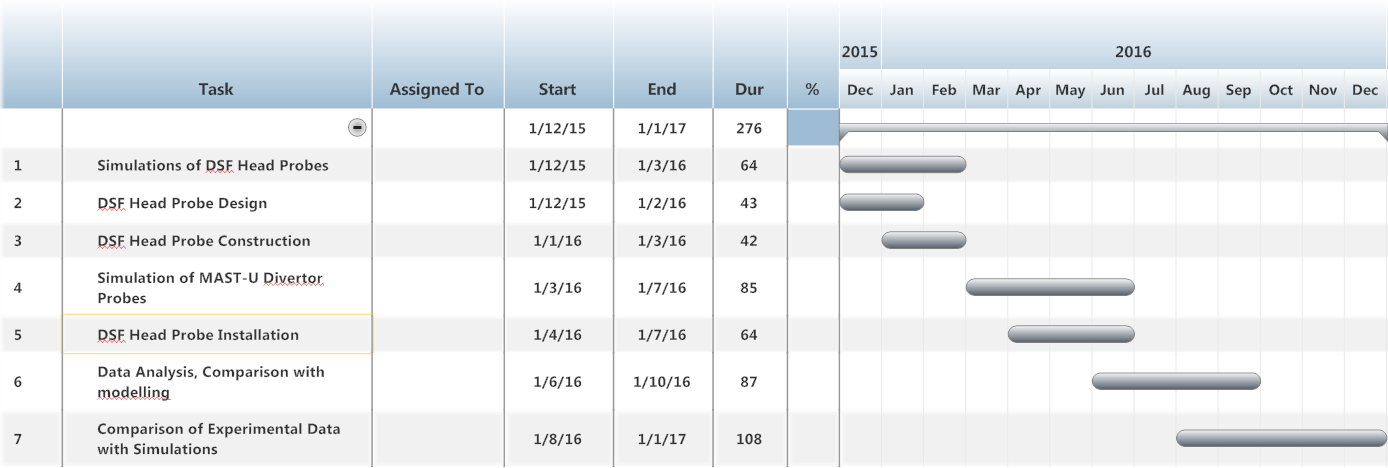 2015 2016
Task Assigned To Start End Dur % Dec Jan Feb Mar Apr May Jun Jul Aug Sep Oct Nov Dec
1/12/15 1/1/17 276
1 Simulations of DSF Head Probes 1/12/15 1/3/16 64
2 DSF Head Probe Design 1/12/15 1/2/16 43
3 DSF Head Probe Construction 1/1/16 1/3/16 42
4 Simulation of MAST-U Divertor
Probes 1/3/16 1/7/16 85
5 DSF Head Probe Installation 1/4/16 1/7/16 64
6 Data Analysis, Comparison with
modelling 1/6/16 1/10/16 87
7 Comparison of Experimental Data
with Simulations 1/8/16 1/1/17 108